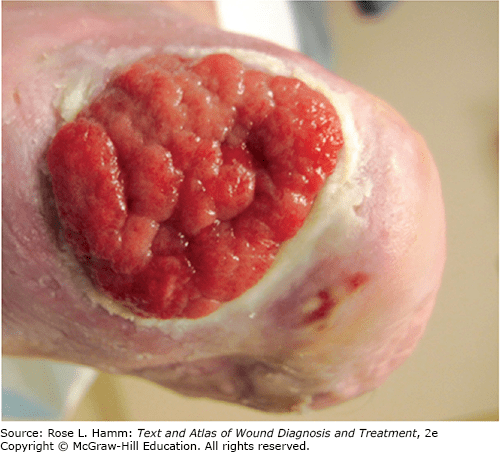 Source: Rose L. Hamm: Text and Atlas of Wound Diagnosis and Treatment, 2e
Copyright © McGraw-Hill Education. All rights reserved.